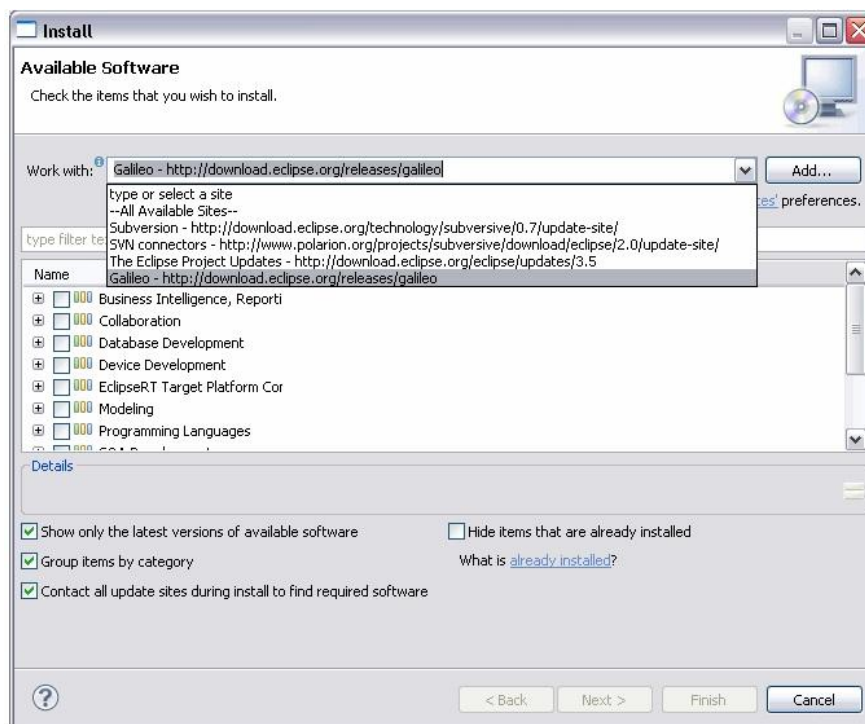 Install
Available Software
Check the items that you wish to install.
Work with: Galileo - http://download.eclipse.org/releases/galileo Add...
type or select a site
--All Available Sites--
Subversion - http://download.eclipse.org/technology/subversive/0.7/update-site/
SVN connectors - http://www.polarion.org/projects/subversive/download/eclipse/2.0/update-site/
The Eclipse Project Updates - http://download.eclipse.org/eclipse/updates/3.5
Galileo - http://download.eclipse.org/releases/galileo
preferences.
type filter
Name
Business Intelligence, Reporti
Collaboration
Database Development
Device Development
EclipseRT Target Platform Cor
Modeling
Programming Languages
Details
Show only the latest versions of available software
Hide items that are already installed
Group items by category
What is already installed?
Contact all update sites during install to find required software
? < Back Next > Finish Cancel